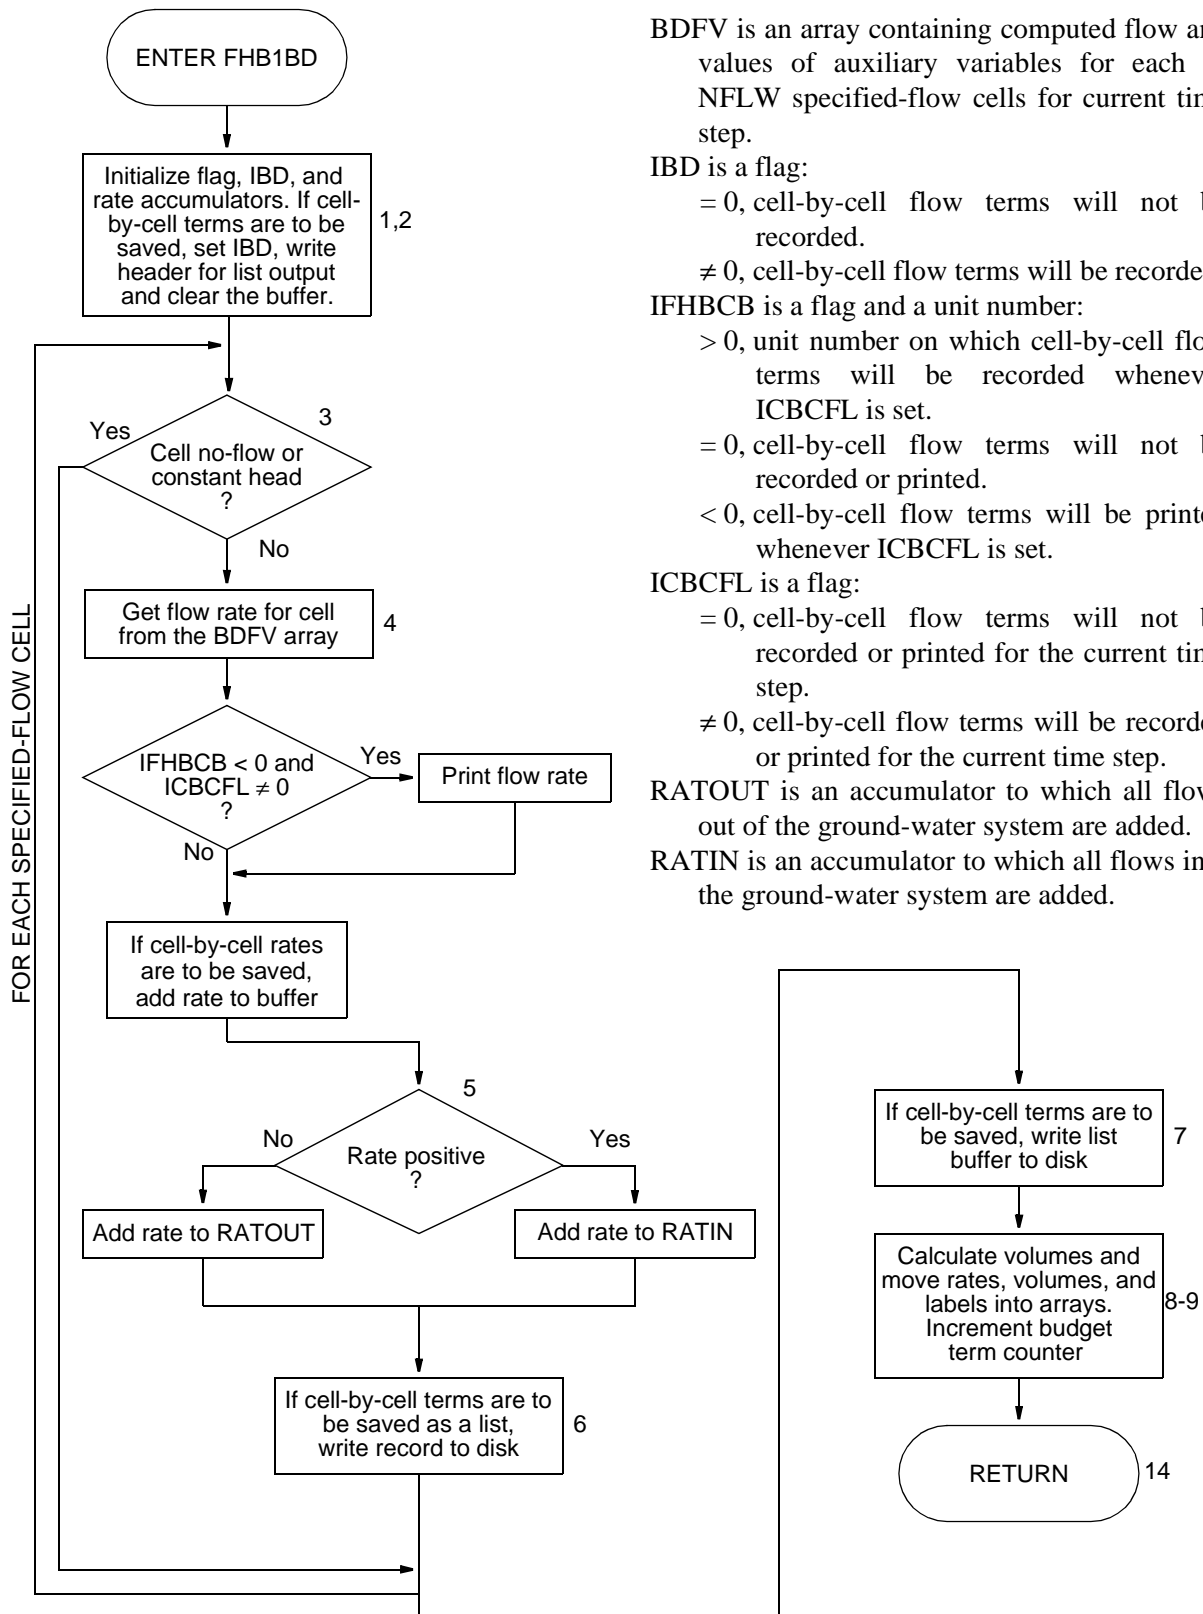 ENTER FHB1BD
Initialize flag, IBD, and
rate accumulators. If cell-
by-cell terms are to be
saved, set IBD, write
header for list output
and clear the buffer.
1,2
FOR EACH SPECIFIED-FLOW CELL
3
Yes
Cell no-flow or
constant head
?
No
Get flow rate for cell
from the BDFV array
4
IFHBCB < 0 and
ICBCFL ≠ 0
?
Yes
Print flow rate
No
If cell-by-cell rates
are to be saved,
add rate to buffer
5
No
Rate positive
?
Yes
Add rate to RATOUT
Add rate to RATIN
If cell-by-cell terms are to
be saved as a list,
write record to disk
6
BDFV is an array containing computed flow an
values of auxiliary variables for each
NFLW specified-flow cells for current tim
step.
IBD is a flag:
= 0, cell-by-cell flow terms will not b
recorded.
≠ 0, cell-by-cell flow terms will be recorde
IFHBCB is a flag and a unit number:
> 0, unit number on which cell-by-cell flo
terms will be recorded whenev
ICBCFL is set.
= 0, cell-by-cell flow terms will not b
recorded or printed.
< 0, cell-by-cell flow terms will be printe
whenever ICBCFL is set.
ICBCFL is a flag:
= 0, cell-by-cell flow terms will not b
recorded or printed for the current tim
step.
≠ 0, cell-by-cell flow terms will be recorde
or printed for the current time step.
RATOUT is an accumulator to which all flow
out of the ground-water system are added.
RATIN is an accumulator to which all flows in
the ground-water system are added.
If cell-by-cell terms are to
be saved, write list
buffer to disk
7
Calculate volumes and
move rates, volumes, and
labels into arrays.
Increment budget
term counter
8-9
RETURN
14